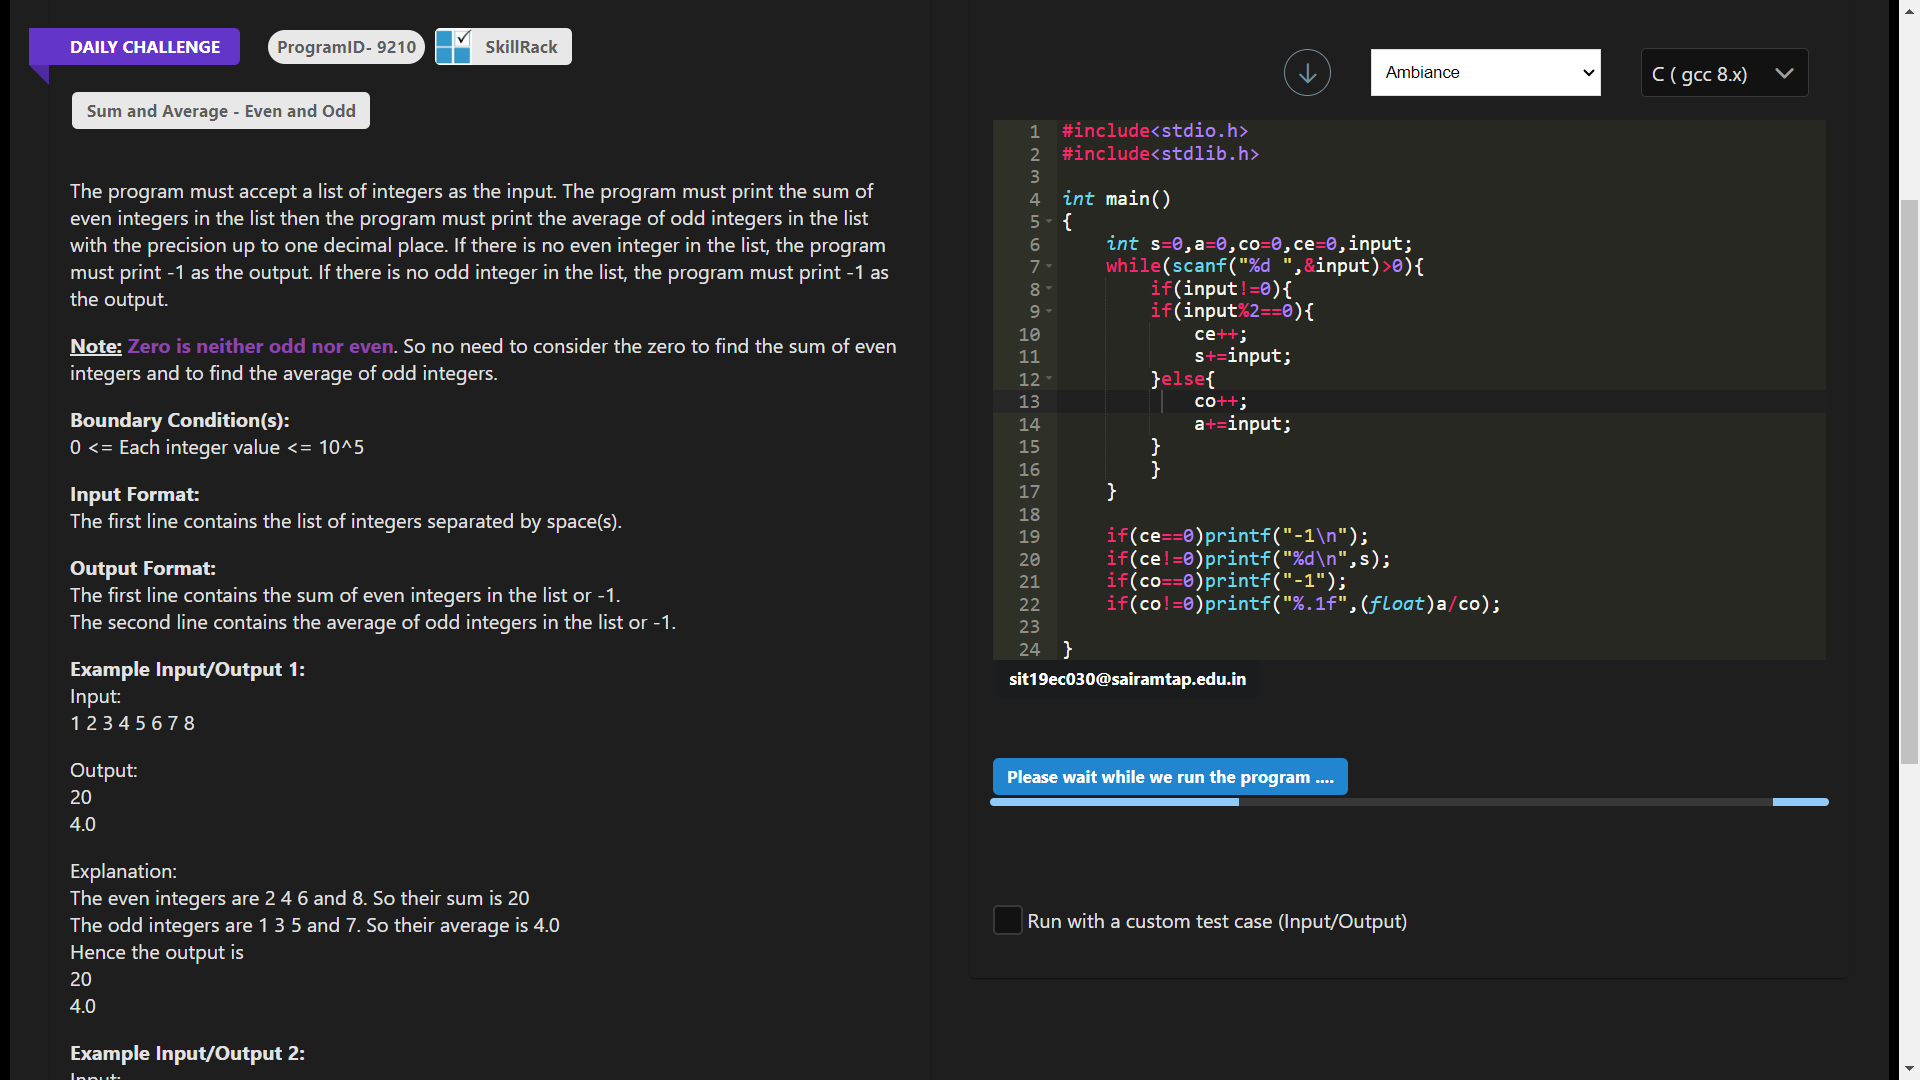 DAILY CHALLENGE
ProgramID- 9210
SkillRack
Sum and Average - Even and Odd
The program must accept a list of integers as the input. The program must print the sum of
even integers in the list then the program must print the average of odd integers in the list
with the precision up to one decimal place. If there is no even integer in the list, the program
must print -1 as the output. If there is no odd integer in the list, the program must print -1 as
the output.
Note: Zero is neither odd nor even. So no need to consider the zero to find the sum of even
integers and to find the average of odd integers.
Boundary Condition(s):
0 <= Each integer value <= 10^5
Input Format:
The first line contains the list of integers separated by space(s).
Output Format:
The first line contains the sum of even integers in the list or -1.
The second line contains the average of odd integers in the list or -1.
Example Input/Output 1:
Input:
1 2 3 4 5 6 7 8
Output:
20
4.0
Explanation:
The even integers are 2 4 6 and 8. So their sum is 20
The odd integers are 1 3 5 and 7. So their average is 4.0
Hence the output is
20
4.0
Example Input/Output 2:
Input:
Ambiance
C ( gcc 8.x)
1 #include<stdio.h>
2 #include<stdlib.h>
3
4 int main()
5 {
6     int s=0,a=0,co=0,ce=0,input;
7     while(scanf("%d ",&input)>0){
8         if(input!=0){
9         if(input%2==0){
10             ce++;
11             s+=input;
12         }else{
13             co++;
14             a+=input;
15         }
16         }
17     }
18
19     if(ce==0)printf("-1\n");
20     if(ce!=0)printf("%d\n",s);
21     if(co==0)printf("-1");
22     if(co!=0)printf("%.1f",(float)a/co);
23
24 }
sit19ec030@sairamtap.edu.in
Please wait while we run the program ....
Run with a custom test case (Input/Output)